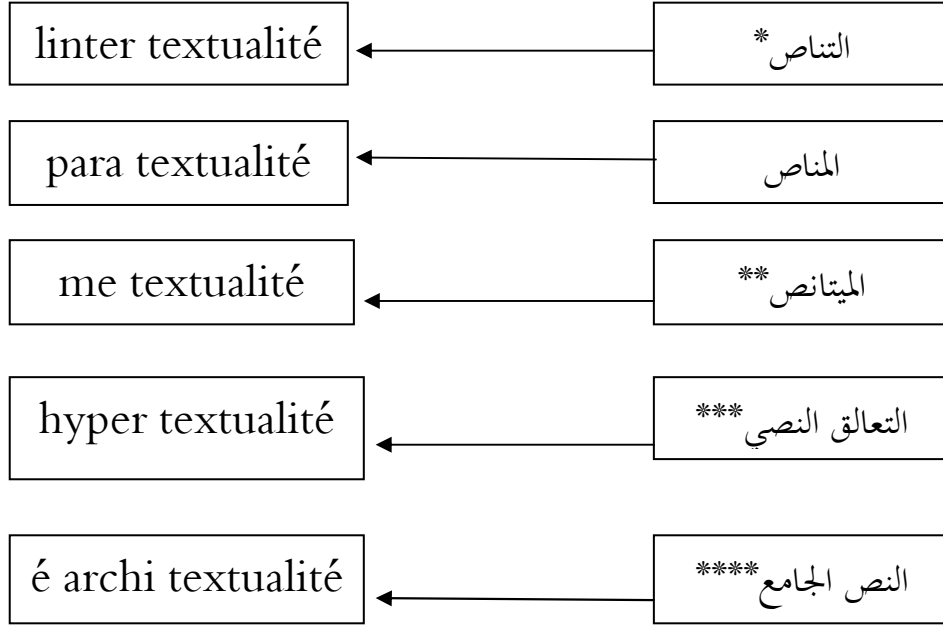 linter textualité
التناص*
para textualité
المناص
me textualité
الميتانص**
hyper textualité
التعالق النصي***
é archi textualité
النص الجامع****